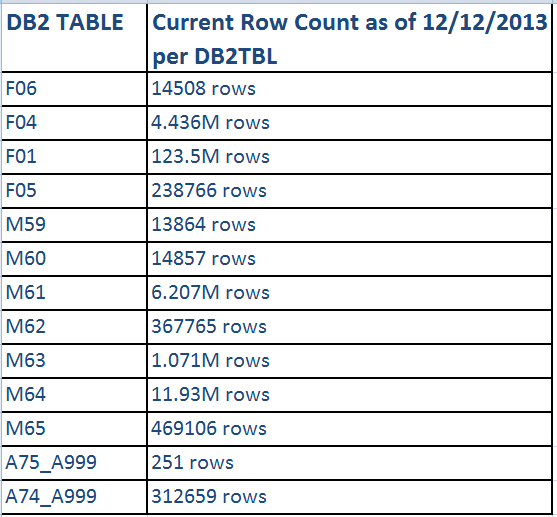 DB2 TABLE
Current Row Count as of 12/12/2013
per DB2TBL
F06 14508 rows
F04 4.436M rows
F01 123.5M rows
F05 238766 rows
M59 13864 rows
M60 14857 rows
M61 6.207M rows
M62 367765 rows
M63 1.071M rows
M64 11.93M rows
M65 469106 rows
A75_A999 251 rows
A74_A999 312659 rows